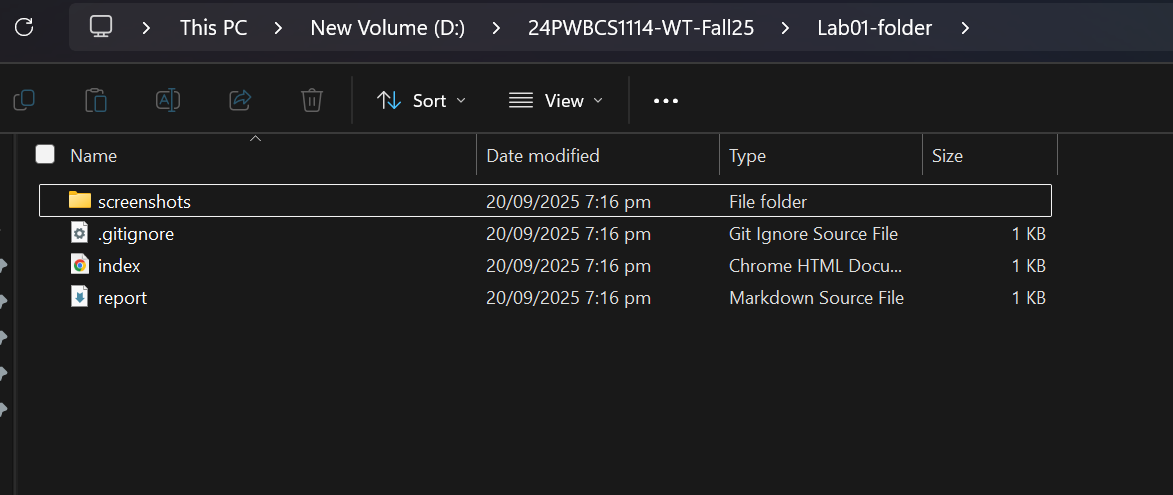 This PC > New Volume (D:) > 24PWBCS1114-WT-Fall25 > Lab01-folder >
Sort View
Name Date modified Type Size
screenshots 20/09/2025 7:16 pm File folder
.gitignore 20/09/2025 7:16 pm Git Ignore Source File 1 KB
index 20/09/2025 7:16 pm Chrome HTML Docu... 1 KB
report 20/09/2025 7:16 pm Markdown Source File 1 KB